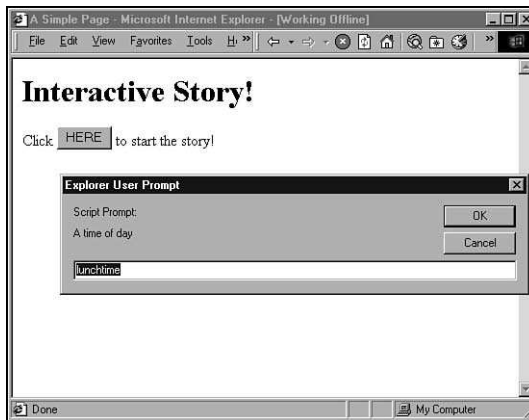 A Simple Page - Microsoft Internet Explorer - [Working Offline]
File Edit View Favorites Tools H » »
Interactive Story!
Click HERE to start the story!
Explorer User Prompt
Script Prompt:
OK
A time of day
Cancel
lunchtime
Done My Computer